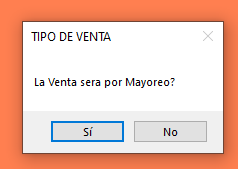 TIPO DE VENTA
La Venta sera por Mayoreo?
Sí
No